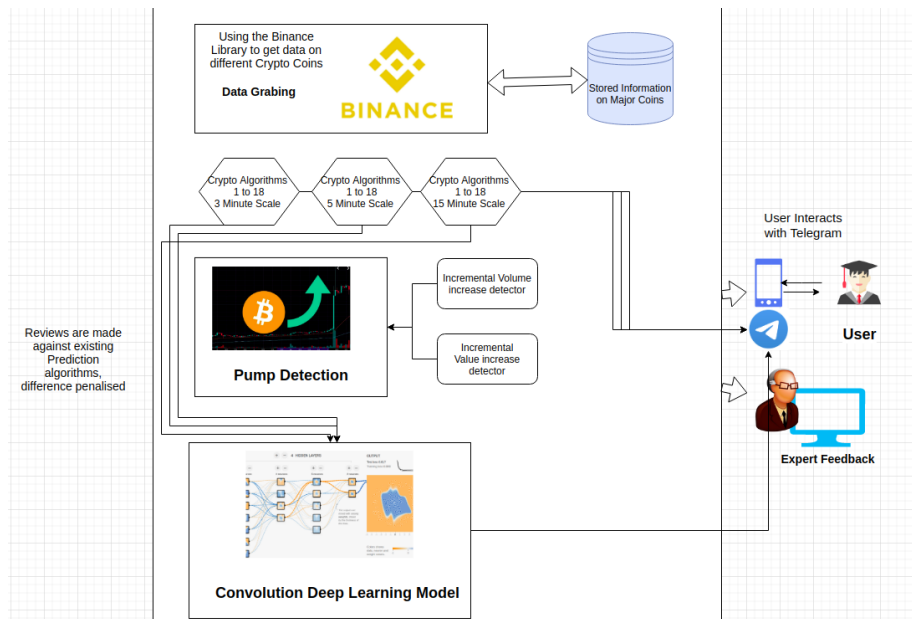 Using the Binance
Library to get data on
different Crypto Coins
Data Grabing
BINANCE
Stored Information
on Major Coins
Crypto Algorithms
1 to 18
3 Minute Scale
Crypto Algorithms
1 to 18
5 Minute Scale
Crypto Algorithms
1 to 18
15 Minute Scale
User Interacts
with Telegram
User
Incremental Volume
increase detector
Incremental
Value increase
detector
Pump Detection
Reviews are made
against existing
Prediction
algorithms,
difference penalised
Expert Feedback
HIDDEN LAYERS
OUTPUT
Convolution Deep Learning Model